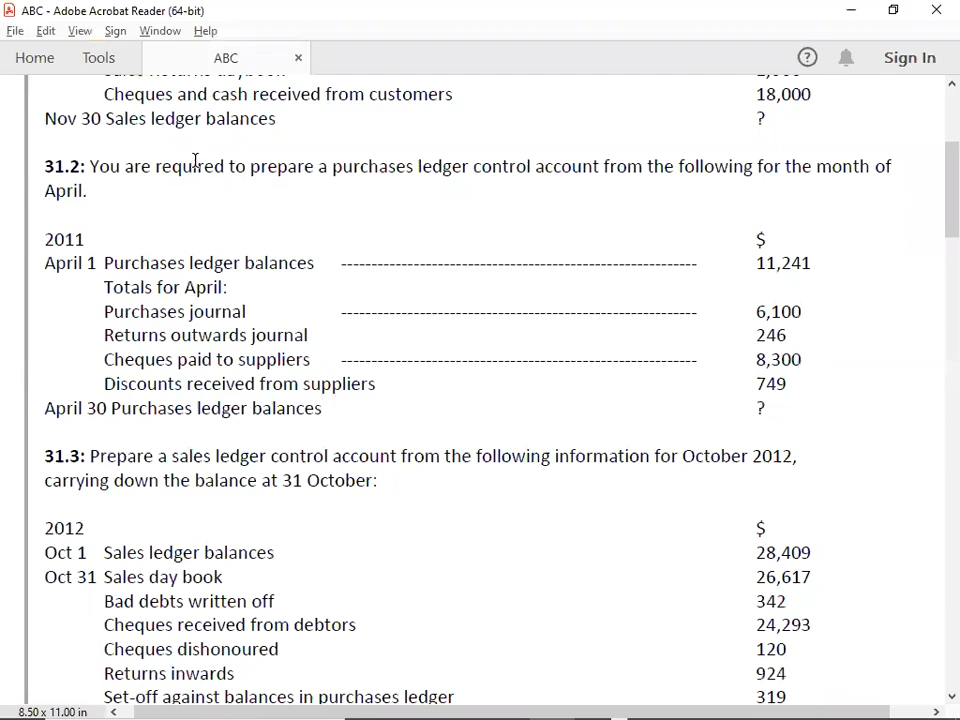 ABC - Adobe Acrobat Reader (64-bit)
File Edit View Sign Window Help
Home Tools ABC × ? Sign In
Cheques and cash received from customers 18,000
Nov 30 Sales ledger balances ?
31.2: You are required to prepare a purchases ledger control account from the following for the month of
April.
2011 $
April 1 Purchases ledger balances ----------------------------------------------------------- 11,241
Totals for April:
Purchases journal ----------------------------------------------------------- 6,100
Returns outwards journal 246
Cheques paid to suppliers ----------------------------------------------------------- 8,300
Discounts received from suppliers 749
April 30 Purchases ledger balances ?
31.3: Prepare a sales ledger control account from the following information for October 2012,
carrying down the balance at 31 October:
2012 $
Oct 1 Sales ledger balances 28,409
Oct 31 Sales day book 26,617
Bad debts written off 342
Cheques received from debtors 24,293
Cheques dishonoured 120
Returns inwards 924
Set-off against balances in purchases ledger 319
8.50 x 11.00 in